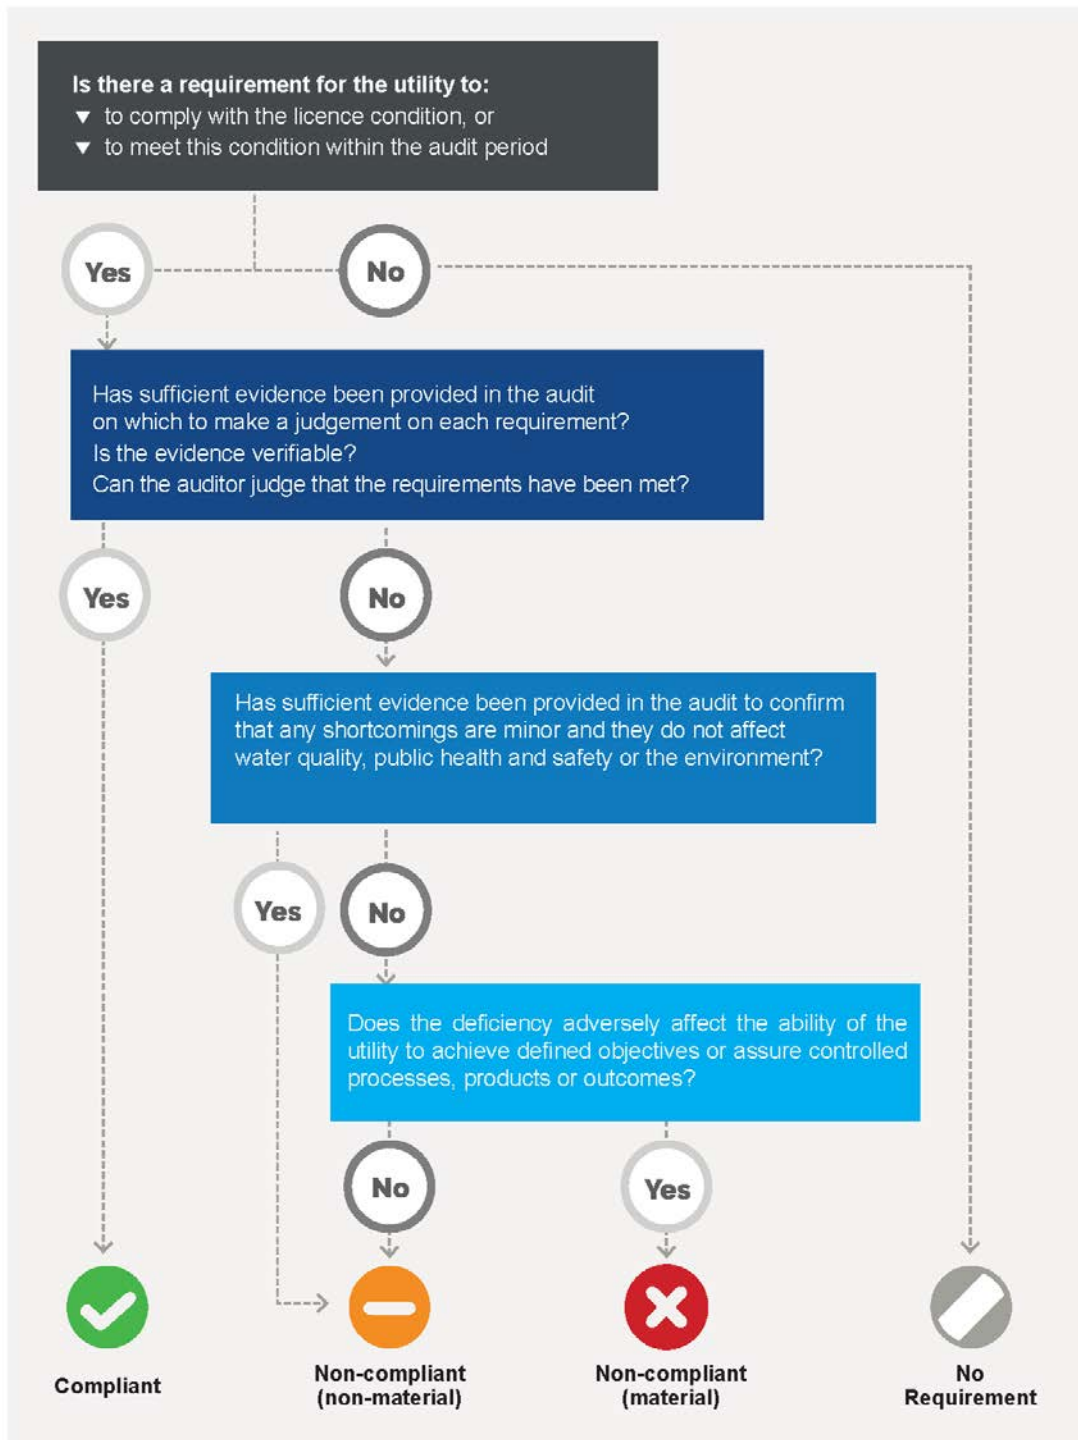 Is there a requirement for the utility to:
▼ to comply with the licence condition, or
▼ to meet this condition within the audit period
Yes
No
Has sufficient evidence been provided in the audit
on which to make a judgement on each requirement?
Is the evidence verifiable?
Can the auditor judge that the requirements have been met?
Yes
No
Has sufficient evidence been provided in the audit to confirm
that any shortcomings are minor and they do not affect
water quality, public health and safety or the environment?
Yes
No
Does the deficiency adversely affect the ability of the
utility to achieve defined objectives or assure controlled
processes, products or outcomes?
No
Yes
Compliant
Non-compliant
(non-material)
Non-compliant
(material)
No
Requirement